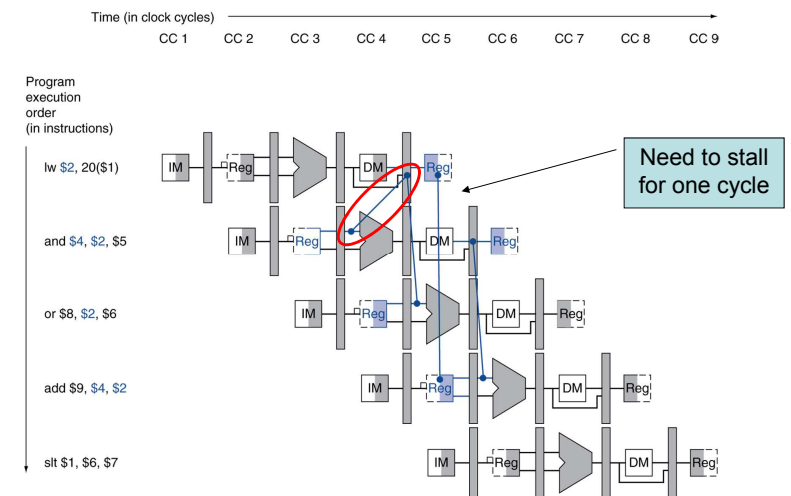 Time (in clock cycles)
CC 1 CC 2 CC 3 CC 4 CC 5 CC 6 CC 7 CC 8 CC 9
Program
execution
order
(in instructions)
Need to stall
for one cycle
lw $2, 20($1) IM Reg DM Reg
and $4, $2, $5 IM Reg DM Reg
or $8, $2, $6 IM Reg DM Reg
add $9, $4, $2 IM Reg DM Reg
slt $1, $6, $7 IM Reg DM Reg